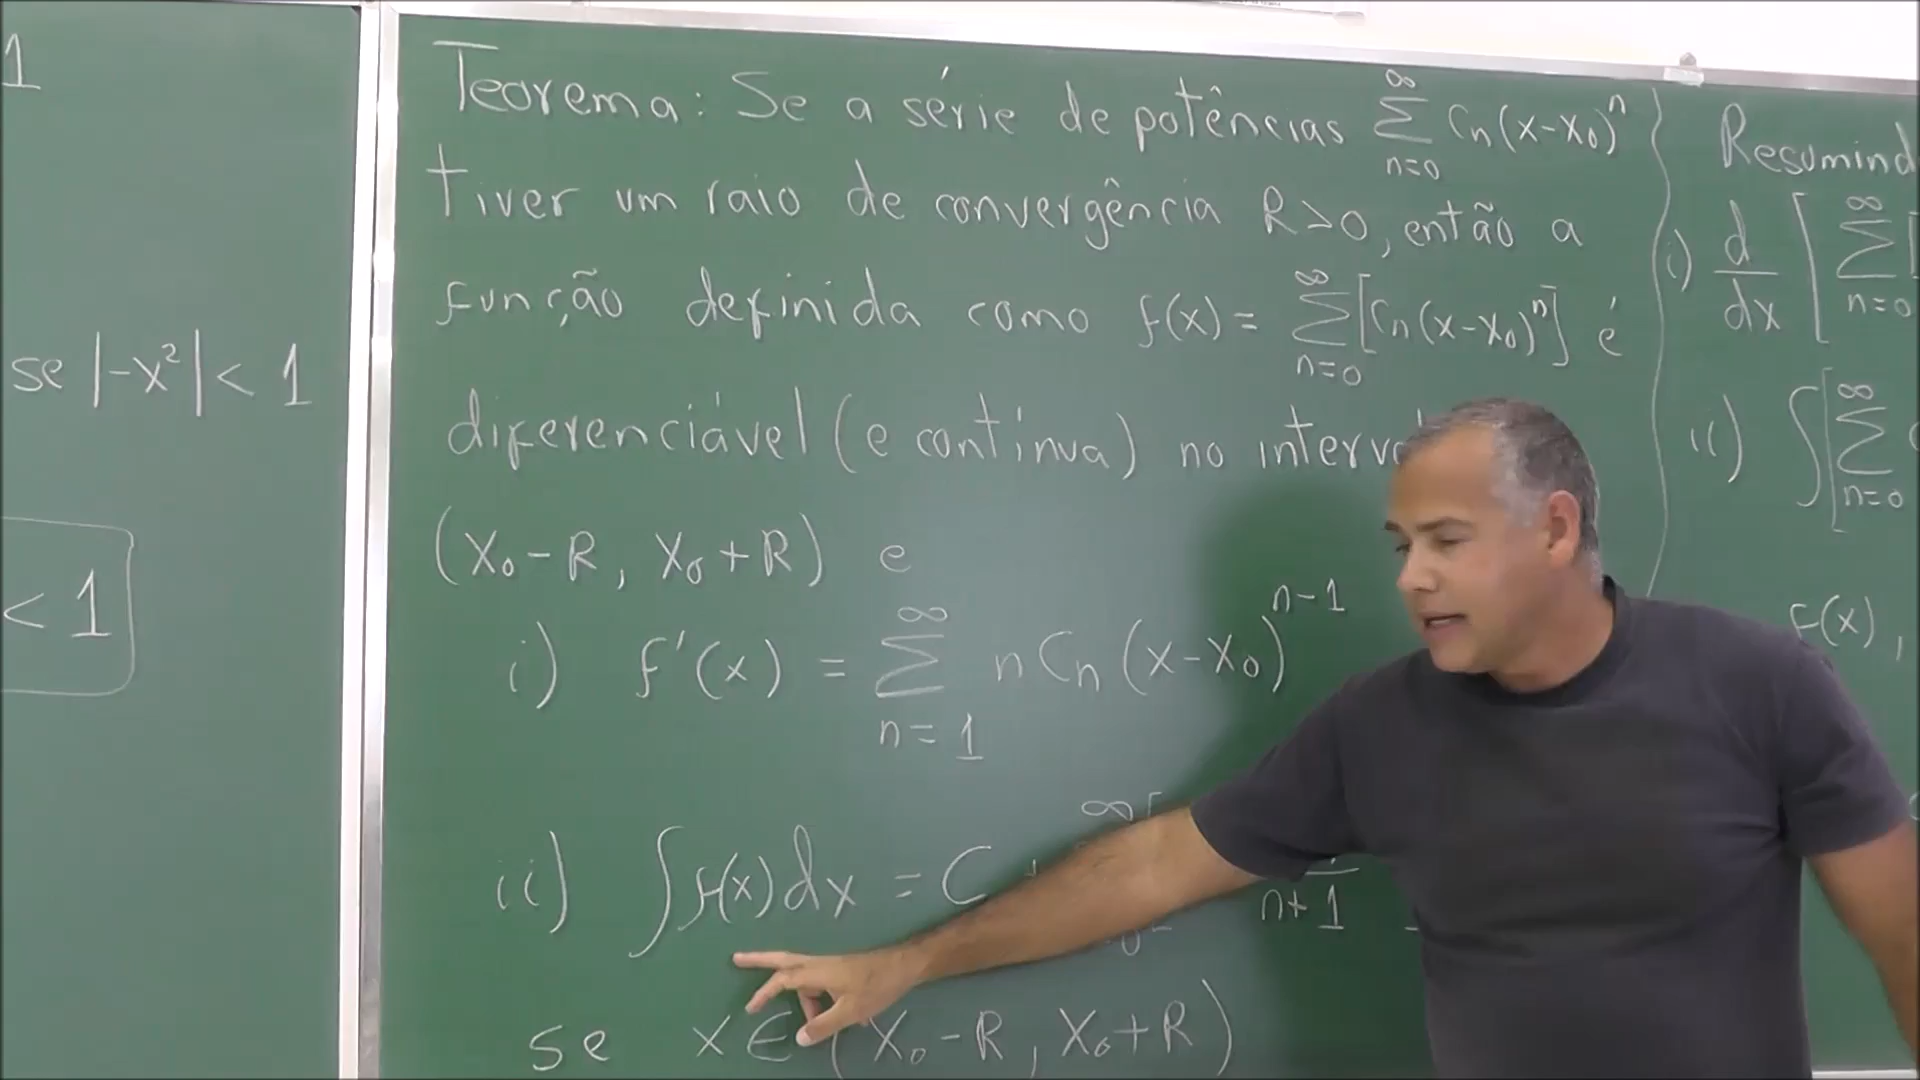 1
se |-x²| < 1
< 1
Teorema: Se a série de potências ∑_{n=0}^{∞} Cn(x-x₀)ⁿ
tiver um raio de convergência R>0, então a
função definida como f(x) = ∑_{n=0}^{∞} [Cn(x-x₀)ⁿ] é
diferenciável (e contínua) no interv
(x₀-R, x₀+R) e
i) f'(x) = ∑_{n=1}^{∞} n Cn (x-x₀)^{n-1}
ii) ∫f(x)dx = C + ∞ [ n+1
se x ∈ (x₀-R, x₀+R)
Resumind
i) d/dx [ ∑_{n=0}^{∞} [
ii) ∫[ ∑_{n=0}^{∞}
f(x),